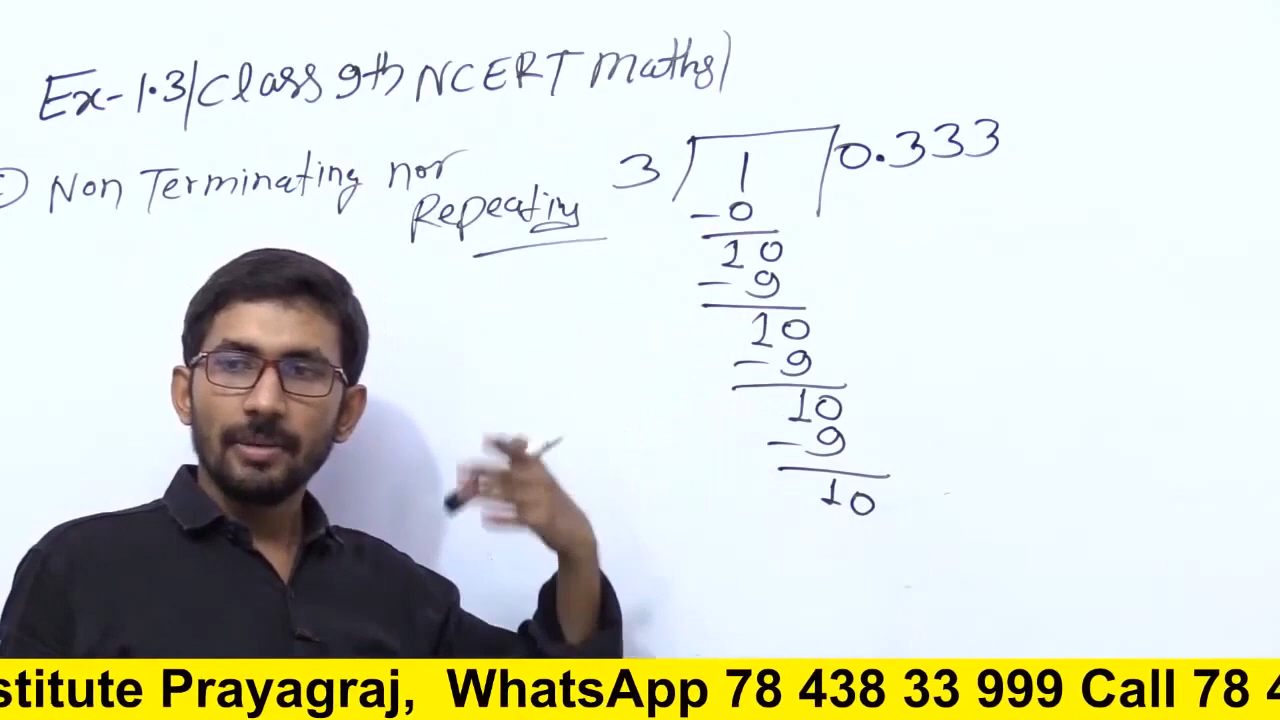 Ex-1.3/Class 9th NCERT Maths)
Non Terminating nor
Repeating
3 1 0.333
-0
10
-9
10
-9
10
-9
10
stitute Prayagraj, WhatsApp 78 438 33 999 Call 78 4